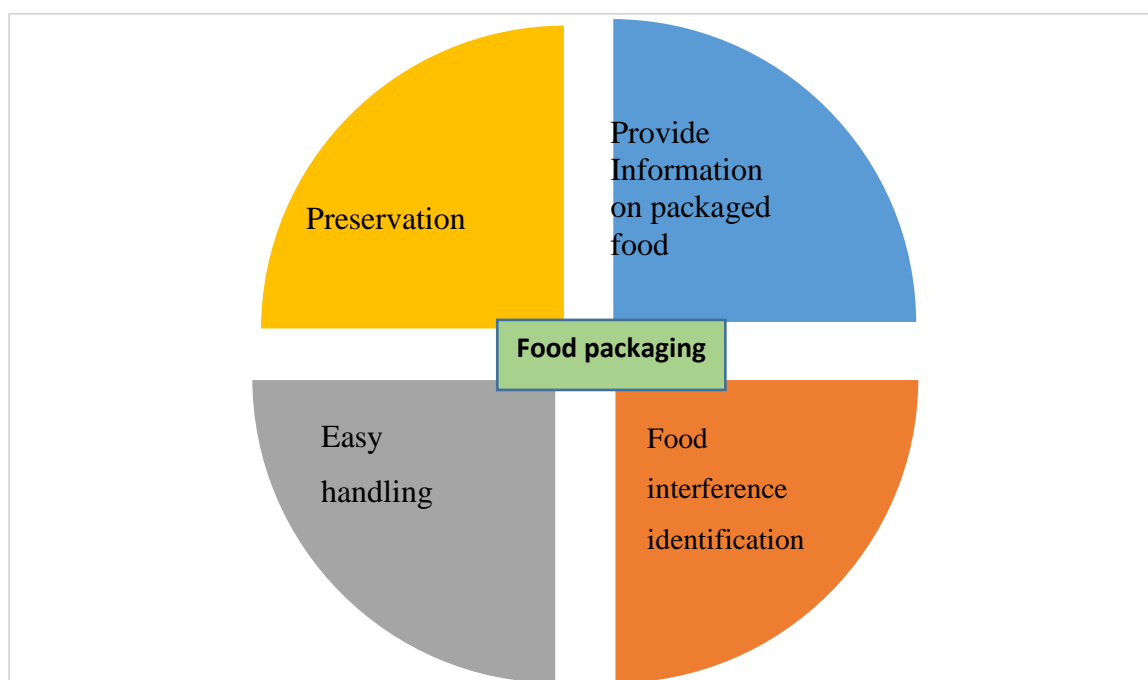 Preservation
Provide
Information
on packaged
food
Food packaging
Easy
handling
Food
interference
identification